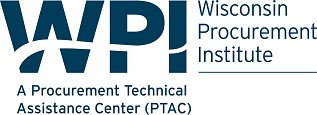 WPI
Wisconsin
Procurement
Institute
A Procurement Technical
Assistance Center (PTAC)